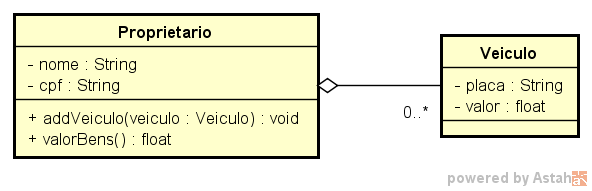 Proprietario
- nome : String
- cpf : String
+ addVeiculo(veiculo : Veiculo) : void
+ valorBens() : float
0..*
Veiculo
- placa : String
- valor : float
powered by Astah